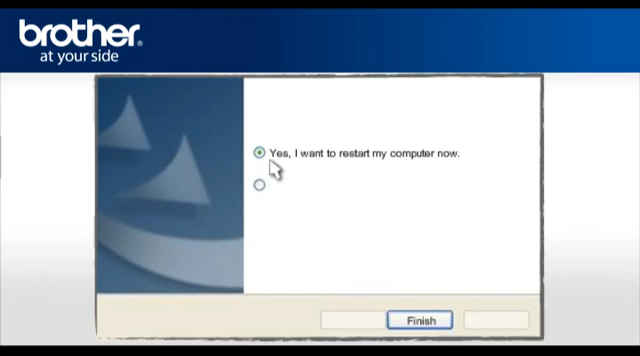 brother
at your side
Yes, I want to restart my computer now.
Finish